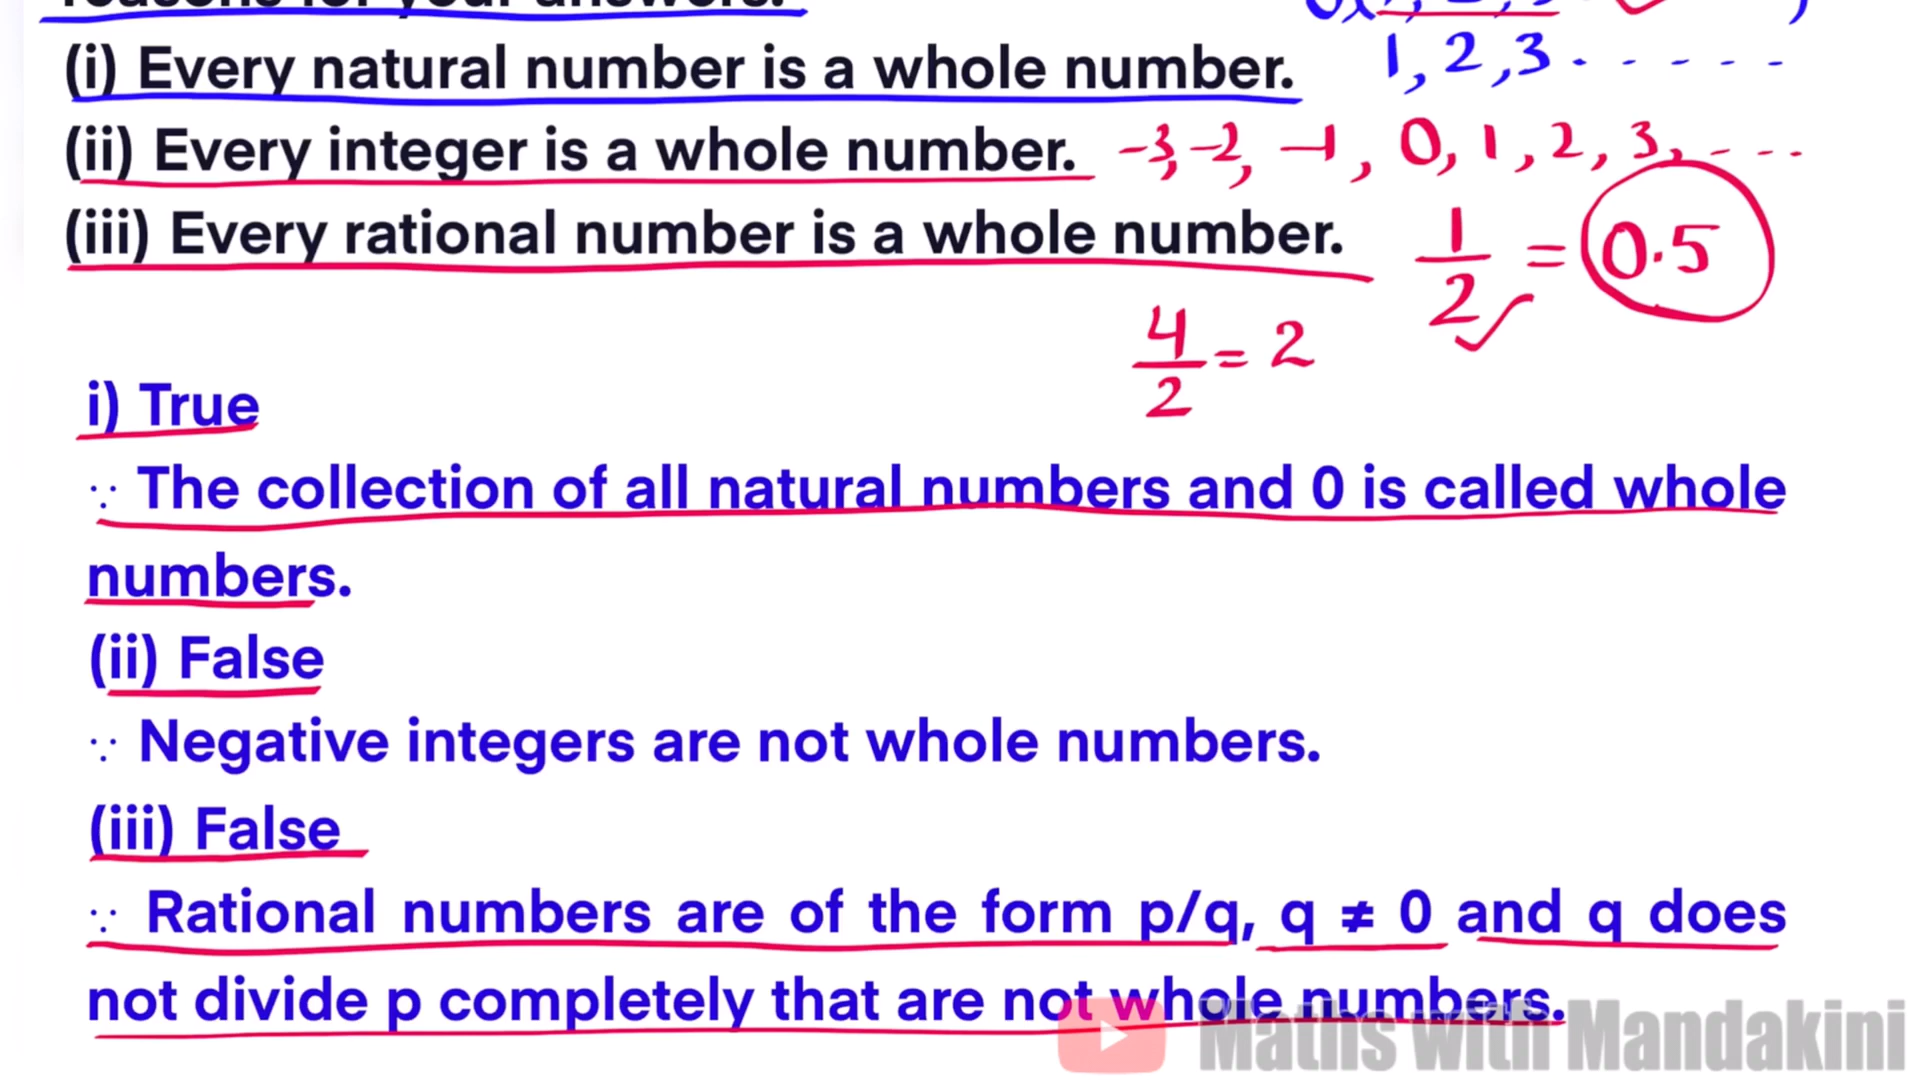 reasons for your answers.
(i) Every natural number is a whole number. 1, 2, 3 . - - - -
(ii) Every integer is a whole number. -3, -2, -1, 0, 1, 2, 3, - - -
(iii) Every rational number is a whole number. 1/2 = 0.5
4/2 = 2
i) True
∵ The collection of all natural numbers and 0 is called whole
numbers.
(ii) False
∵ Negative integers are not whole numbers.
(iii) False
∵ Rational numbers are of the form p/q, q ≠ 0 and q does
not divide p completely that are not whole numbers.
Maths with Mandakini